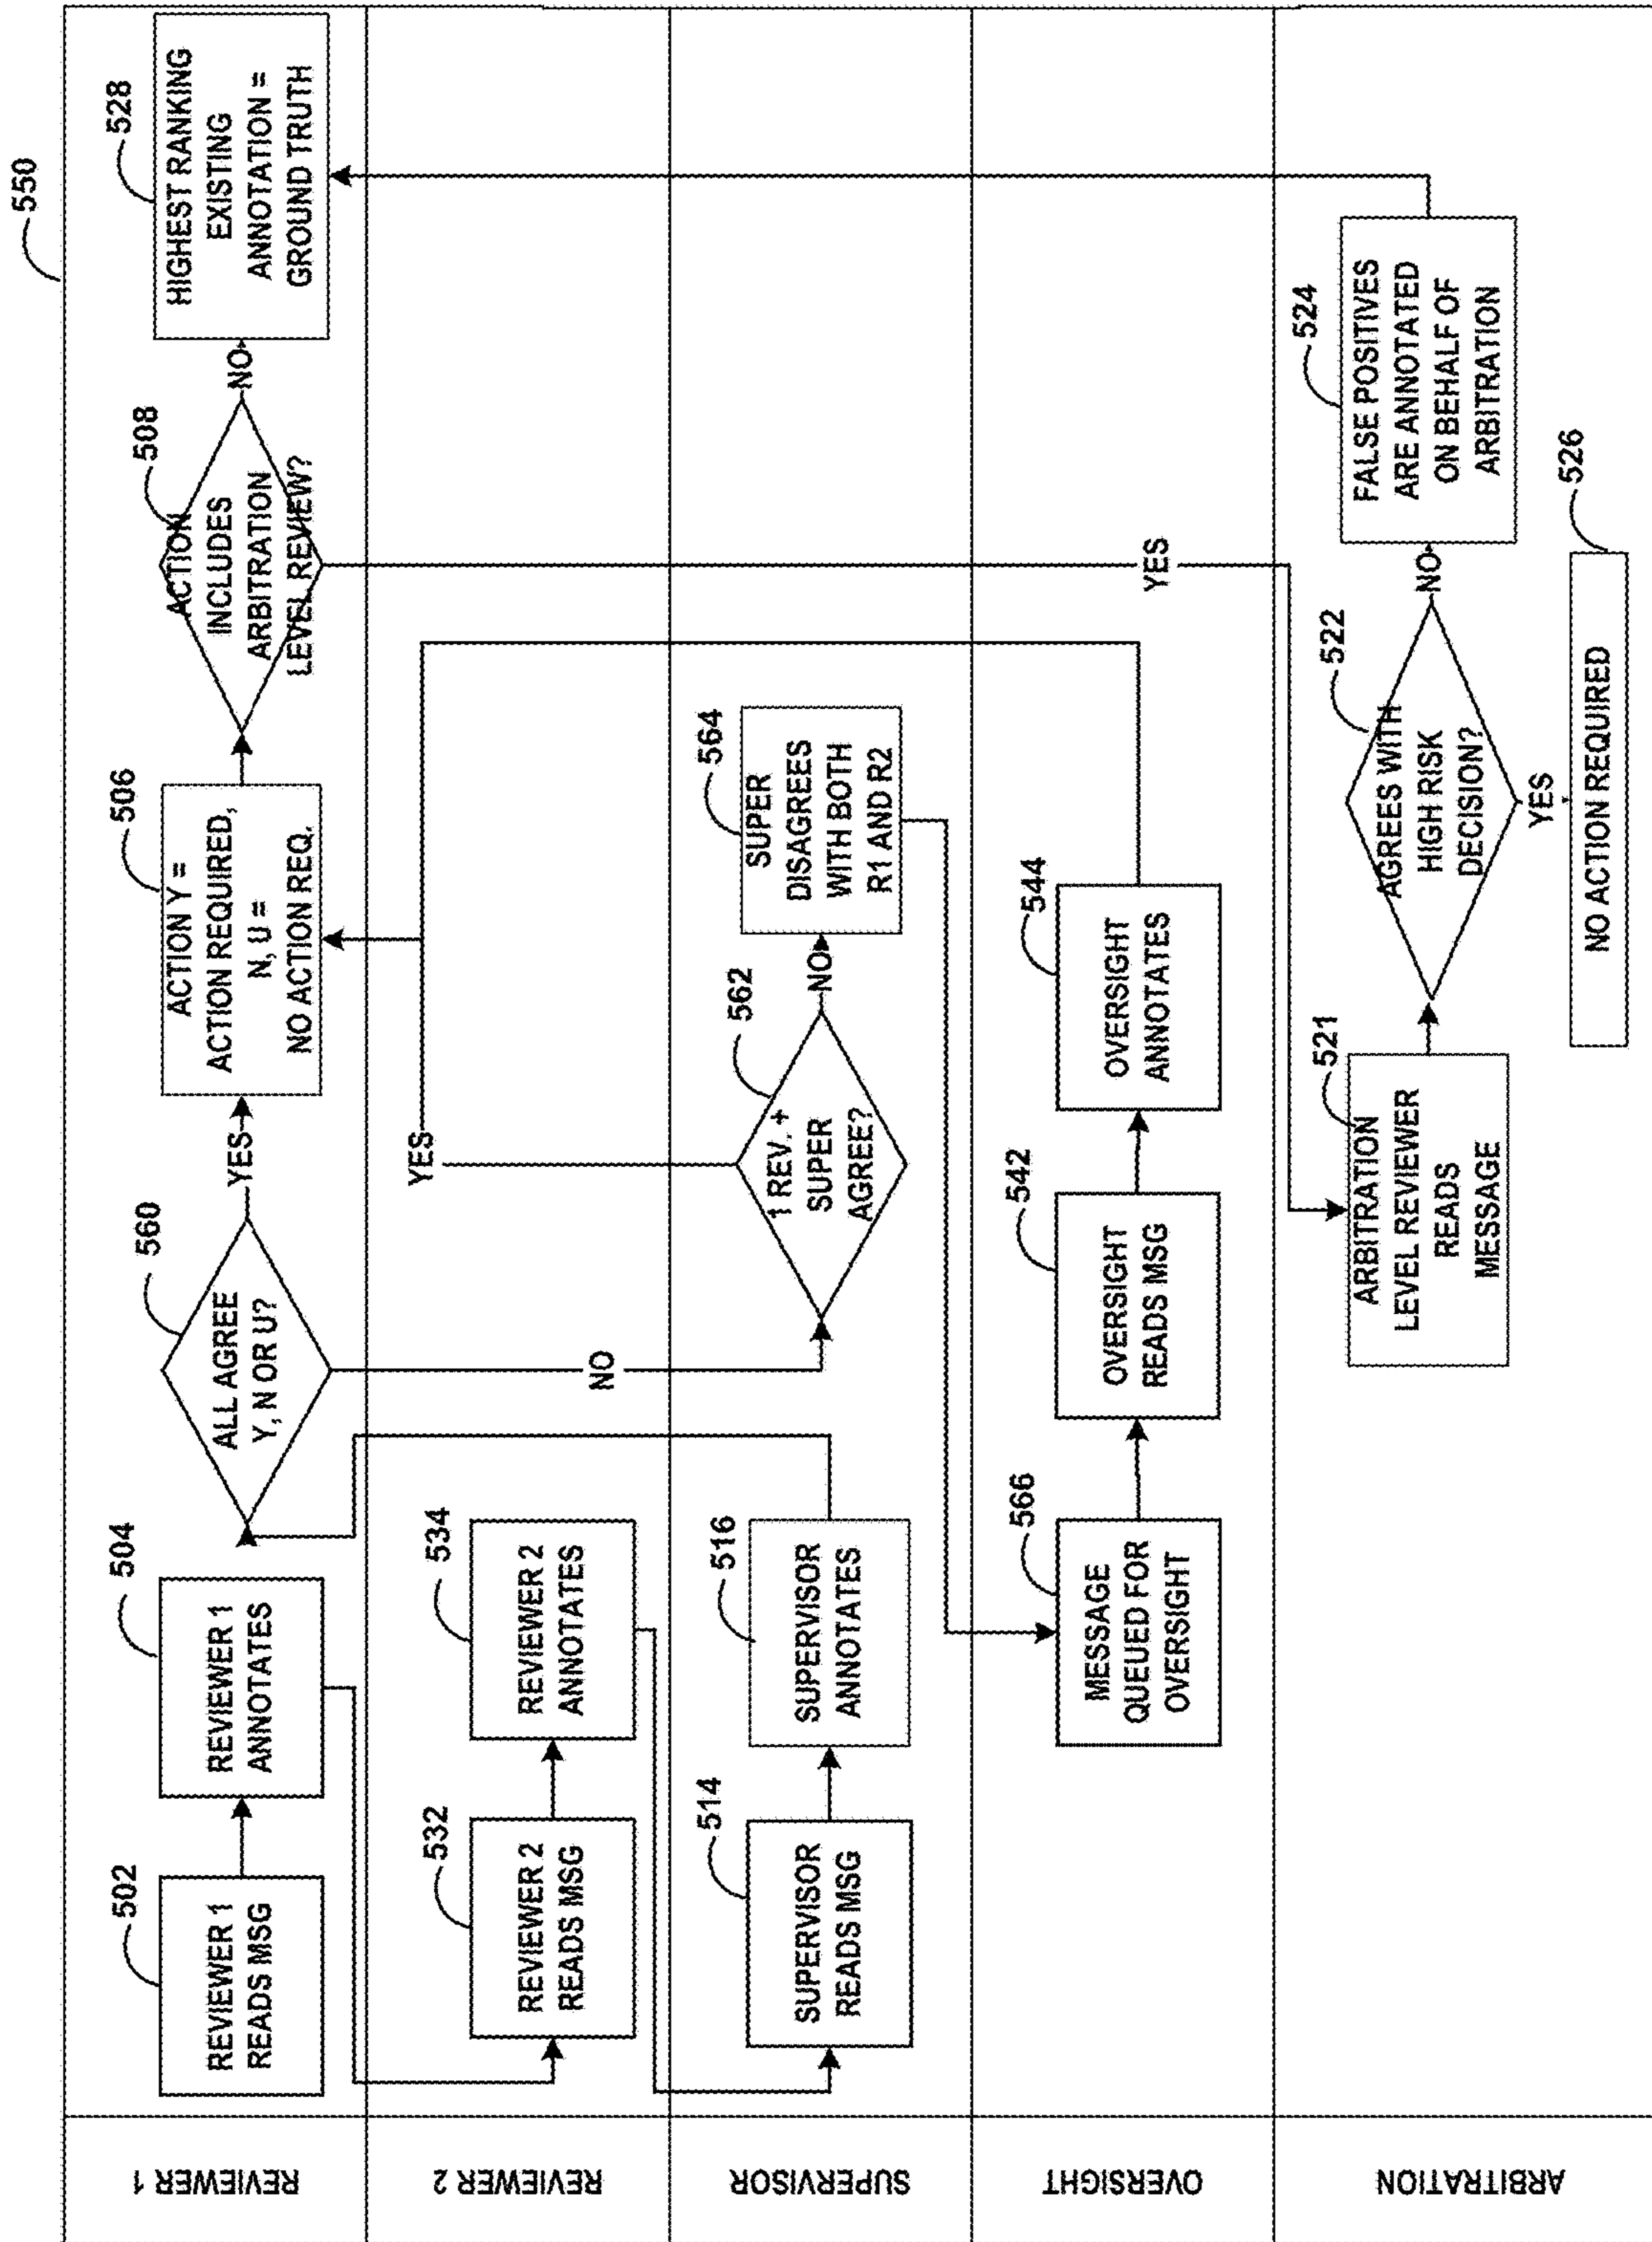 550
REVIEWER 1
502
REVIEWER 1
READS MSG
504
REVIEWER 1
ANNOTATES
560
ALL AGREE
Y, N OR U?
YES
506
ACTION Y =
ACTION REQUIRED,
N, U =
NO ACTION REQ.
508
ACTION
INCLUDES
ARBITRATION
LEVEL REVIEW?
NO
528
HIGHEST RANKING
EXISTING
ANNOTATION =
GROUND TRUTH
REVIEWER 2
532
REVIEWER 2
READS MSG
534
REVIEWER 2
ANNOTATES
NO
YES
SUPERVISOR
514
SUPERVISOR
READS MSG
516
SUPERVISOR
ANNOTATES
562
1 REV. +
SUPER
AGREE?
NO
564
SUPER
DISAGREES
WITH BOTH
R1 AND R2
OVERSIGHT
566
MESSAGE
QUEUED FOR
OVERSIGHT
542
OVERSIGHT
READS MSG
544
OVERSIGHT
ANNOTATES
YES
ARBITRATION
521
ARBITRATION
LEVEL REVIEWER
READS
MESSAGE
522
AGREES WITH
HIGH RISK
DECISION?
NO
524
FALSE POSITIVES
ARE ANNOTATED
ON BEHALF OF
ARBITRATION
YES
526
NO ACTION REQUIRED